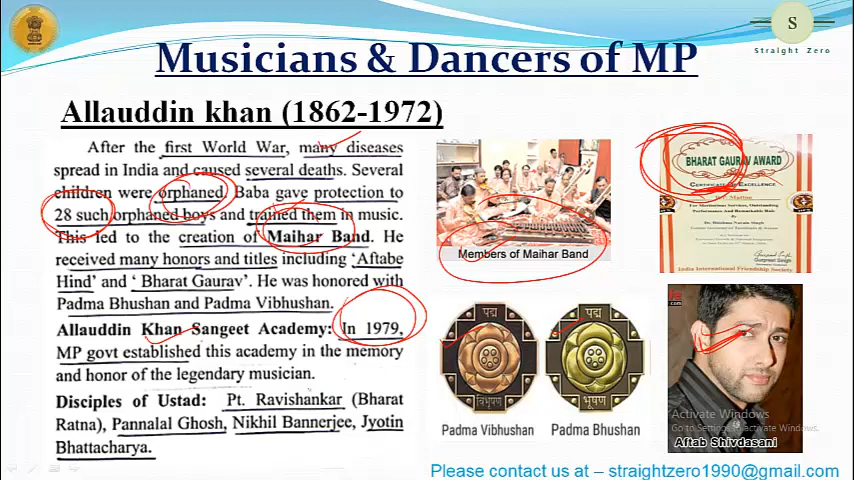 S
Straight Zero
Musicians & Dancers of MP
Allauddin khan (1862-1972)
After the first World War, many diseases
spread in India and caused several deaths. Several
children were orphaned. Baba gave protection to
28 such orphaned boys and trained them in music.
This led to the creation of Maihar Band. He
received many honors and titles including ‘Aftabe
Hind’ and ‘ Bharat Gaurav’. He was honored with
Padma Bhushan and Padma Vibhushan.
Allauddin Khan Sangeet Academy: In 1979,
MP govt established this academy in the memory
and honor of the legendary musician.
Disciples of Ustad: Pt. Ravishankar (Bharat
Ratna), Pannalal Ghosh, Nikhil Bannerjee, Jyotin
Bhattacharya.
Members of Maihar Band
BHARAT GAURAV AWARD
CERTIFICATE OF EXCELLENCE
India International Friendship Society
पद्म
विभूषण
Padma Vibhushan
पद्म
भूषण
Padma Bhushan
Activate Windows
Go to Settings to activate Windows.
Aftab Shivdasani
Please contact us at – straightzero1990@gmail.com